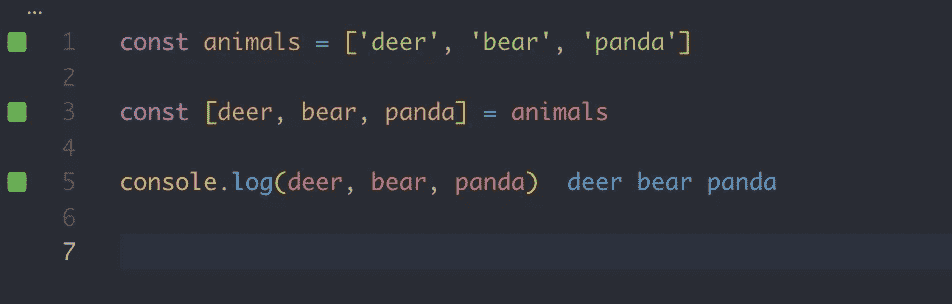 ...
1 const animals = ['deer', 'bear', 'panda']
2
3 const [deer, bear, panda] = animals
4
5 console.log(deer, bear, panda)  deer bear panda
6
7